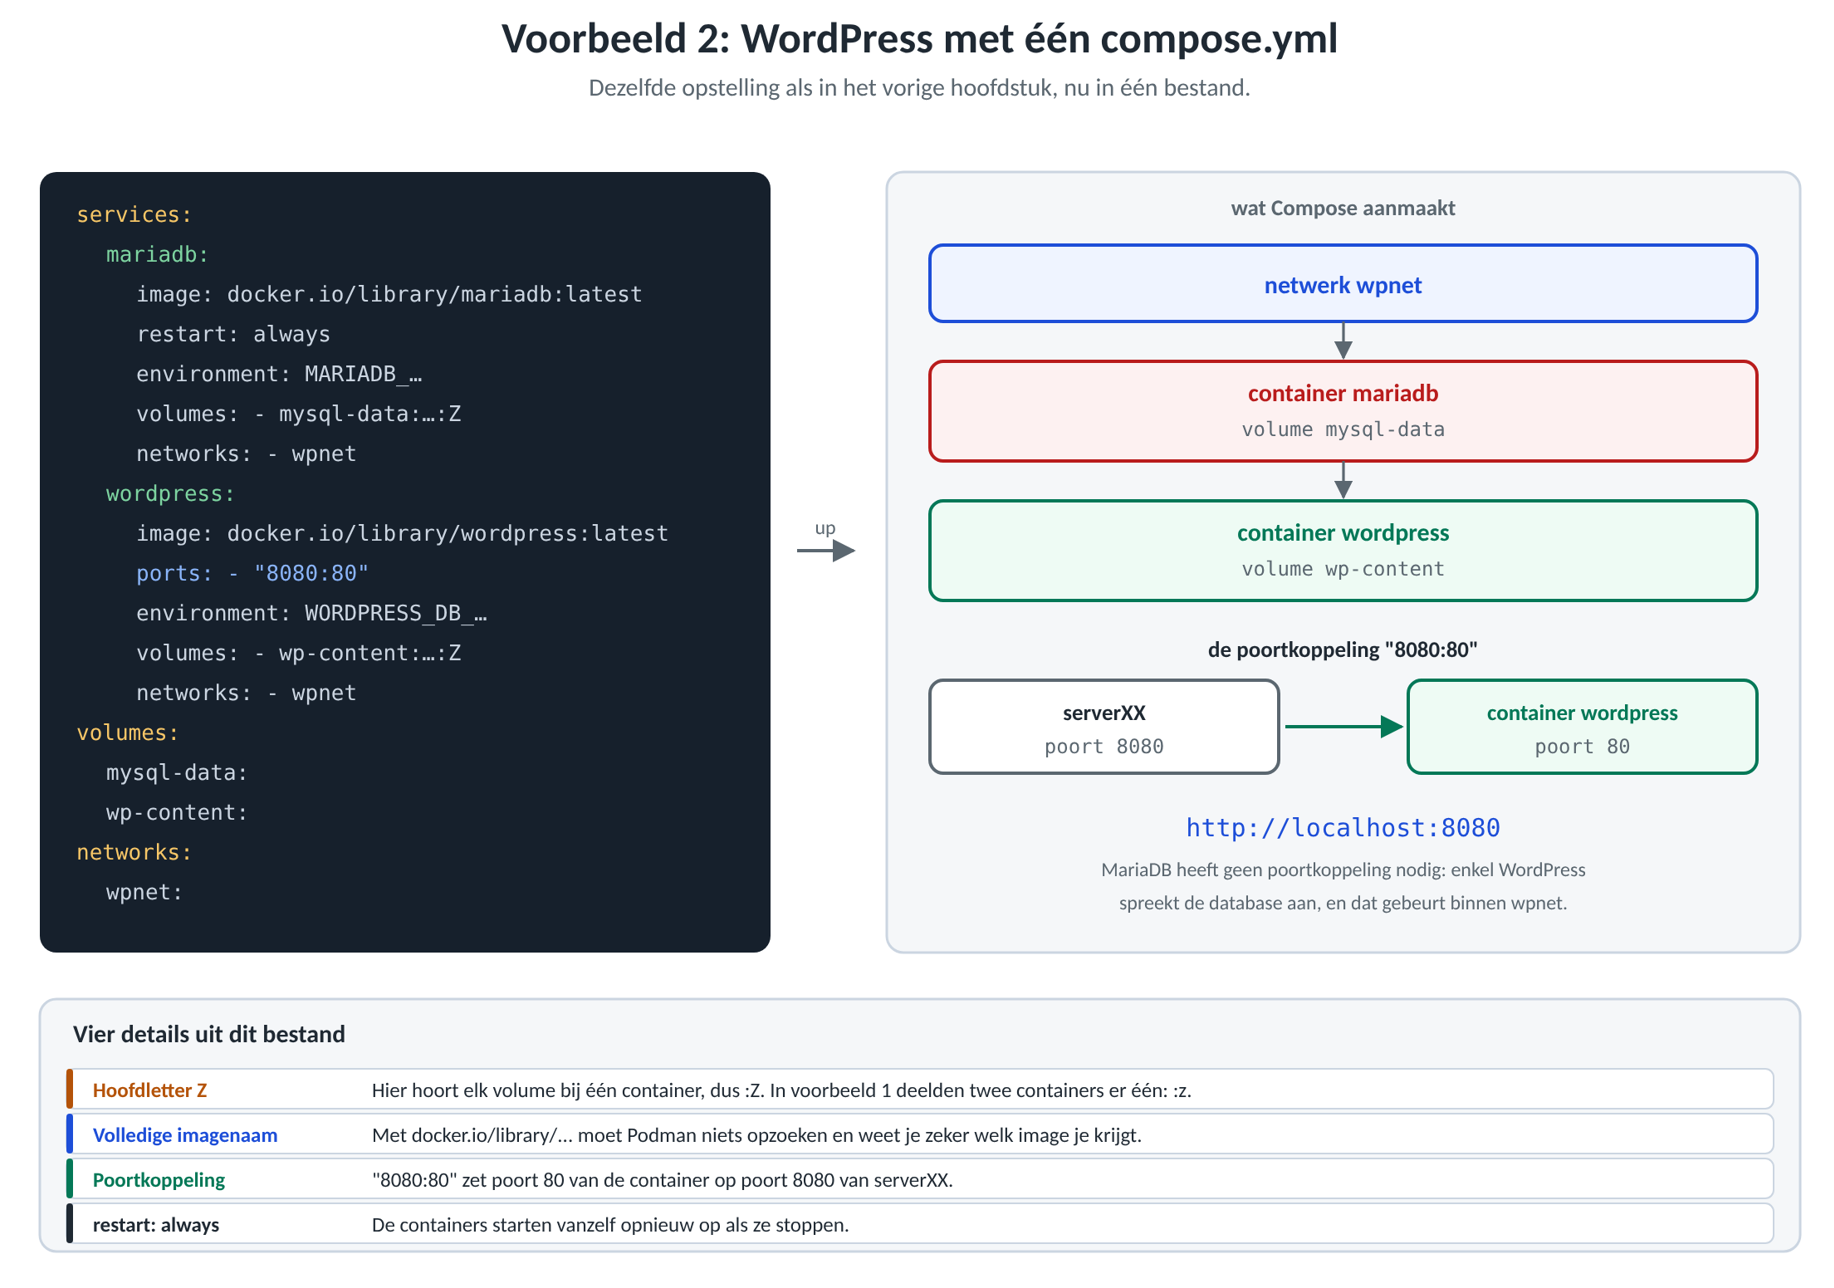 Voorbeeld 2: WordPress met één compose.yml
Dezelfde opstelling als in het vorige hoofdstuk, nu in één bestand.
services:
mariadb:
image: docker.io/library/mariadb:latest
restart: always
environment: MARIADB_…
volumes: - mysql-data:…:Z
networks: - wpnet
wordpress:
image: docker.io/library/wordpress:latest
ports: - "8080:80"
environment: WORDPRESS_DB_…
volumes: - wp-content:…:Z
networks: - wpnet
volumes:
mysql-data:
wp-content:
networks:
wpnet:
up
wat Compose aanmaakt
netwerk wpnet
container mariadb
volume mysql-data
container wordpress
volume wp-content
de poortkoppeling "8080:80"
serverXX
poort 8080
container wordpress
poort 80
http://localhost:8080
MariaDB heeft geen poortkoppeling nodig: enkel WordPress
spreekt de database aan, en dat gebeurt binnen wpnet.
Vier details uit dit bestand
Hoofdletter Z Hier hoort elk volume bij één container, dus :Z. In voorbeeld 1 deelden twee containers er één: :z.
Volledige imagenaam Met docker.io/library/… moet Podman niets opzoeken en weet je zeker welk image je krijgt.
Poortkoppeling "8080:80" zet poort 80 van de container op poort 8080 van serverXX.
restart: always De containers starten vanzelf opnieuw op als ze stoppen.